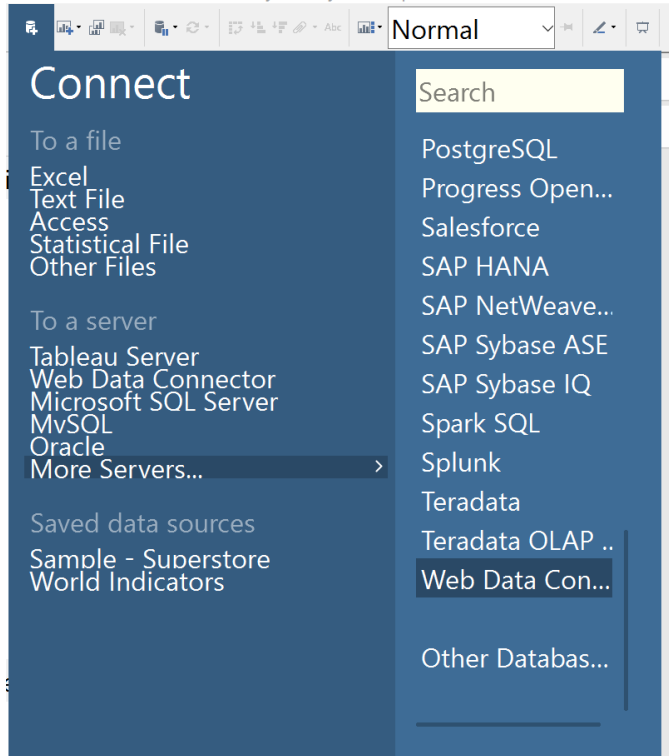 Abc
Normal
Connect
Search
To a file
Excel
Text File
Access
Statistical File
Other Files
To a server
Tableau Server
Web Data Connector
Microsoft SQL Server
MySQL
Oracle
More Servers...
Saved data sources
Sample - Superstore
World Indicators
PostgreSQL
Progress Open...
Salesforce
SAP HANA
SAP NetWeave...
SAP Sybase ASE
SAP Sybase IQ
Spark SQL
Splunk
Teradata
Teradata OLAP ..
Web Data Con...
Other Databas...